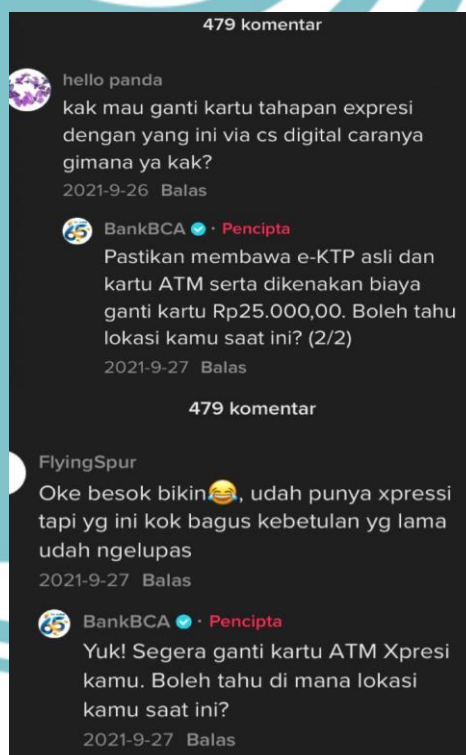 479 komentar
hello panda
kak mau ganti kartu tahapan expresi
dengan yang ini via cs digital caranya
gimana ya kak?
2021-9-26 Balas
BankBCA · Pencipta
Pastikan membawa e-KTP asli dan
kartu ATM serta dikenakan biaya
ganti kartu Rp25.000,00. Boleh tahu
lokasi kamu saat ini? (2/2)
2021-9-27 Balas
479 komentar
FlyingSpur
Oke besok bikin😂, udah punya xpressi
tapi yg ini kok bagus kebetulan yg lama
udah ngelupas
2021-9-27 Balas
BankBCA · Pencipta
Yuk! Segera ganti kartu ATM Xpresi
kamu. Boleh tahu di mana lokasi
kamu saat ini?
2021-9-27 Balas